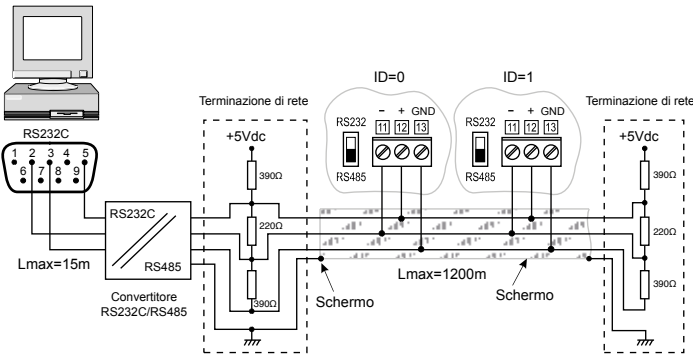 RS232C
1 2 3 4 5
6 7 8 9
Lmax=15m
RS232C
RS485
Convertitore
RS232C/RS485
Terminazione di rete
+5Vdc
390Ω
220Ω
390Ω
ID=0
RS232
RS485
– + GND
11 12 13
ID=1
RS232
RS485
– + GND
11 12 13
Lmax=1200m
Schermo
Schermo
Terminazione di rete
+5Vdc
390Ω
220Ω
390Ω